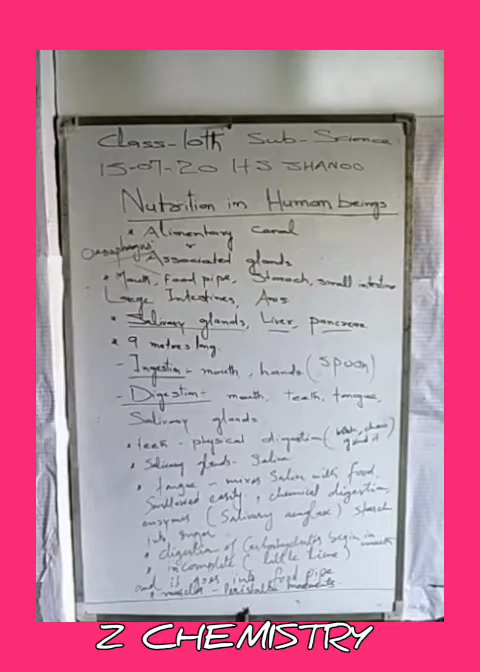 Class-10th Sub-Science
15-07-20 HS SHANOO
Nutrition in Human beings
* Alimentary canal
Oesophagus
Associated glands
* Mouth, Food pipe, Stomach, small intestine
Large Intestines, Anus
* Salivary glands, Liver, pancreas
* 9 metres long.
- Ingestion - mouth, hands (spoon)
- Digestion - mouth, teeth, tongue,
Salivary glands
* teeth - physical digestion ( grind it)
* Salivary glands - Saliva
* tongue - mixes Saliva with food.
Swallowed easily, chemical digestion,
enzymes (Salivary amylase) starch
into sugar.
* digestion of Carbohydrates begin in mouth
* incomplete (little time)
and it goes into food pipe
* muscles - Peristaltic movements.
Z CHEMISTRY